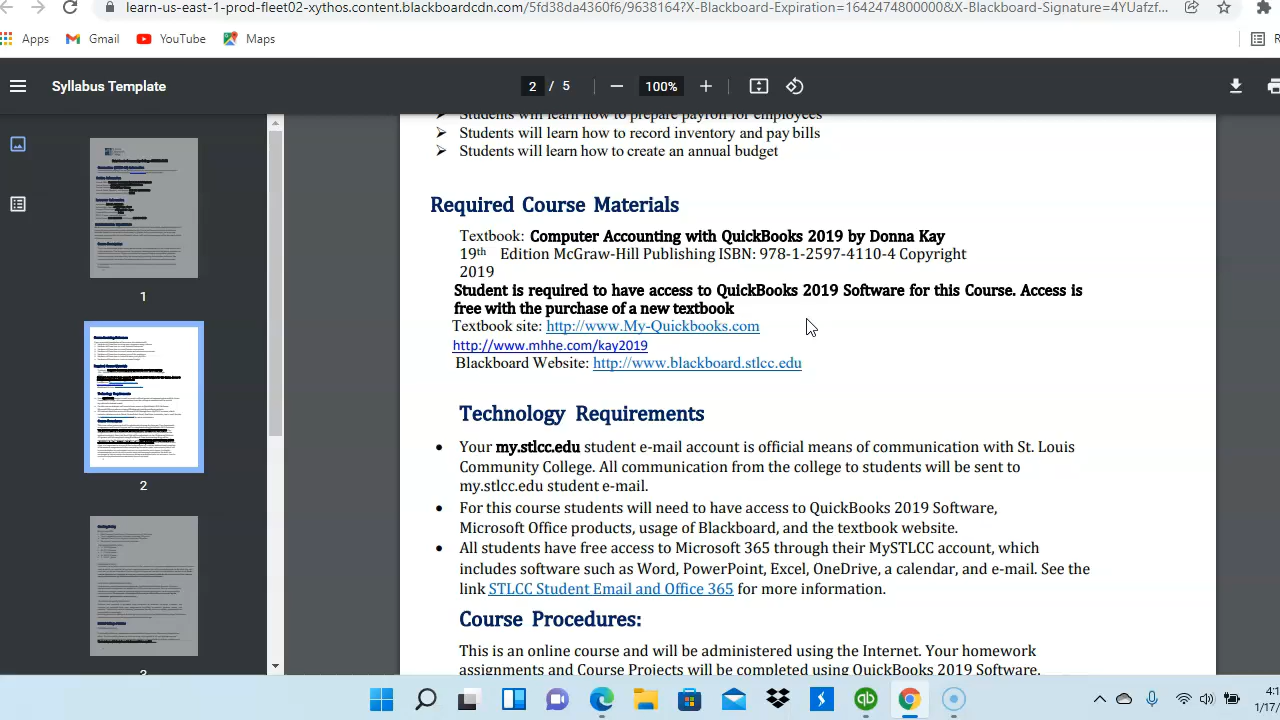 learn-us-east-1-prod-fleet02-xythos.content.blackboardcdn.com/5fd38da4360f6/9638164?X-Blackboard-Expiration=1642474800000&X-Blackboard-Signature=4YUafzf...
Apps Gmail YouTube Maps R
Syllabus Template 2 / 5 100%
Students will learn how to prepare payroll for employees
Students will learn how to record inventory and pay bills
Students will learn how to create an annual budget
Required Course Materials
Textbook: Computer Accounting with QuickBooks 2019 by Donna Kay
19th Edition McGraw-Hill Publishing ISBN: 978-1-2597-4110-4 Copyright
2019
Student is required to have access to QuickBooks 2019 Software for this Course. Access is
free with the purchase of a new textbook
Textbook site: http://www.My-Quickbooks.com
http://www.mhhe.com/kay2019
Blackboard Website: http://www.blackboard.stlcc.edu
Technology Requirements
• Your my.stlcc.edu student e-mail account is official means of communication with St. Louis
Community College. All communication from the college to students will be sent to
my.stlcc.edu student e-mail.
• For this course students will need to have access to QuickBooks 2019 Software,
Microsoft Office products, usage of Blackboard, and the textbook website.
• All students have free access to Microsoft 365 through their MySTLCC account, which
includes software such as Word, PowerPoint, Excel, OneDrive, a calendar, and e-mail. See the
link STLCC Student Email and Office 365 for more information.
Course Procedures:
This is an online course and will be administered using the Internet. Your homework
assignments and Course Projects will be completed using QuickBooks 2019 Software.
1
2
3
4:1
1/17/